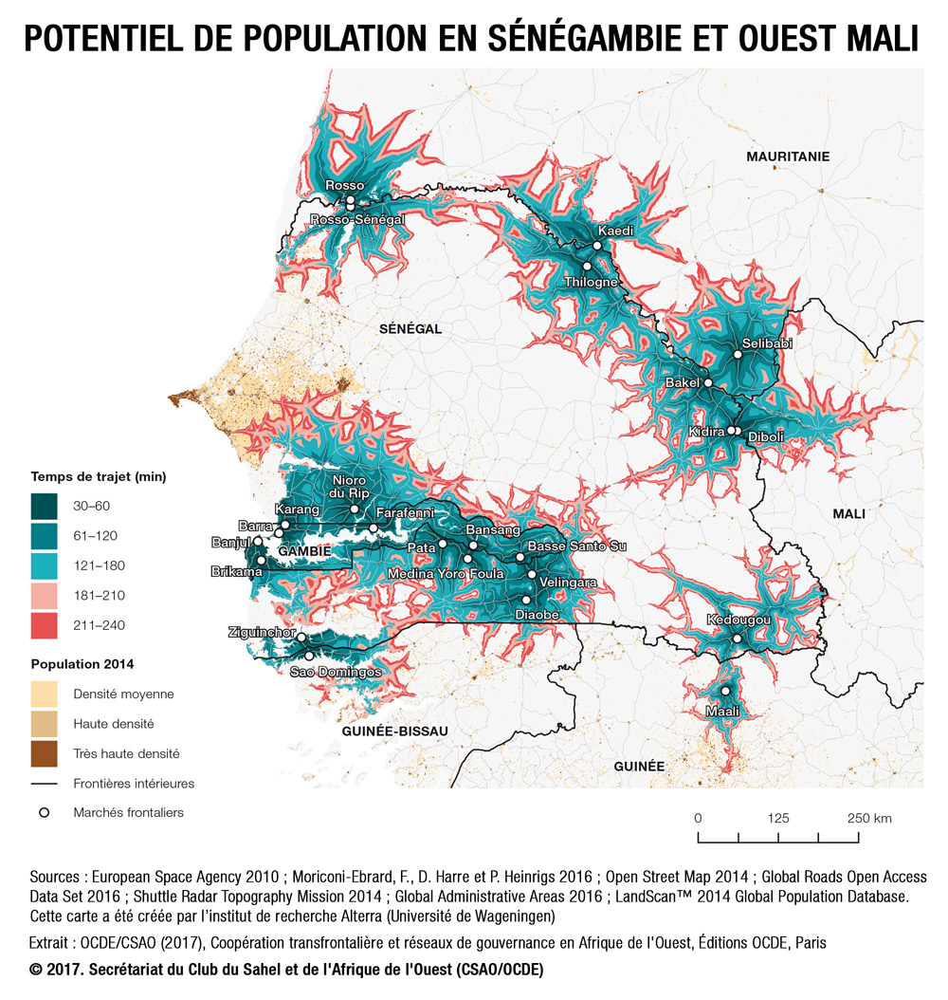 POTENTIEL DE POPULATION EN SÉNÉGAMBIE ET OUEST MALI
MAURITANIE
Rosso
Rosso-Sénégal
Kaedi
Thilogne
SÉNÉGAL
Selibabi
Bakel
Kidira
Diboli
MALI
Nioro
du Rip
Karang
Farafenni
Barra
Banjul
GAMBIE
Brikama
Pata
Bansang
Basse Santo Su
Medina Yoro Foula
Velingara
Diaobe
Ziguinchor
Sao Domingos
Kedougou
Maali
GUINÉE-BISSAU
GUINÉE
Temps de trajet (min)
30–60
61–120
121–180
181–210
211–240
Population 2014
Densité moyenne
Haute densité
Très haute densité
Frontières intérieures
Marchés frontaliers
0 125 250 km
Sources : European Space Agency 2010 ; Moriconi-Ebrard, F., D. Harre et P. Heinrigs 2016 ; Open Street Map 2014 ; Global Roads Open Access
Data Set 2016 ; Shuttle Radar Topography Mission 2014 ; Global Administrative Areas 2016 ; LandScan™ 2014 Global Population Database.
Cette carte a été créée par l'institut de recherche Alterra (Université de Wageningen)
Extrait : OCDE/CSAO (2017), Coopération transfrontalière et réseaux de gouvernance en Afrique de l'Ouest, Éditions OCDE, Paris
© 2017. Secrétariat du Club du Sahel et de l'Afrique de l'Ouest (CSAO/OCDE)